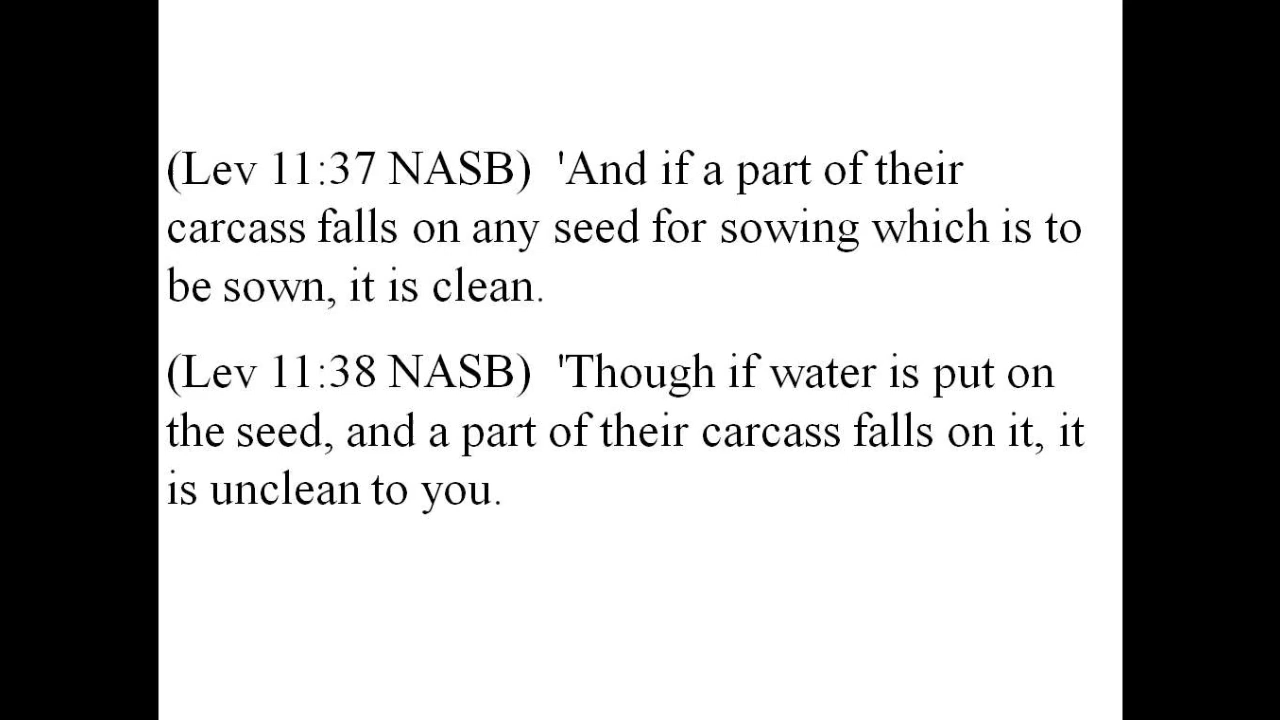 (Lev 11:37 NASB)  'And if a part of their
carcass falls on any seed for sowing which is to
be sown, it is clean.
(Lev 11:38 NASB)  'Though if water is put on
the seed, and a part of their carcass falls on it, it
is unclean to you.